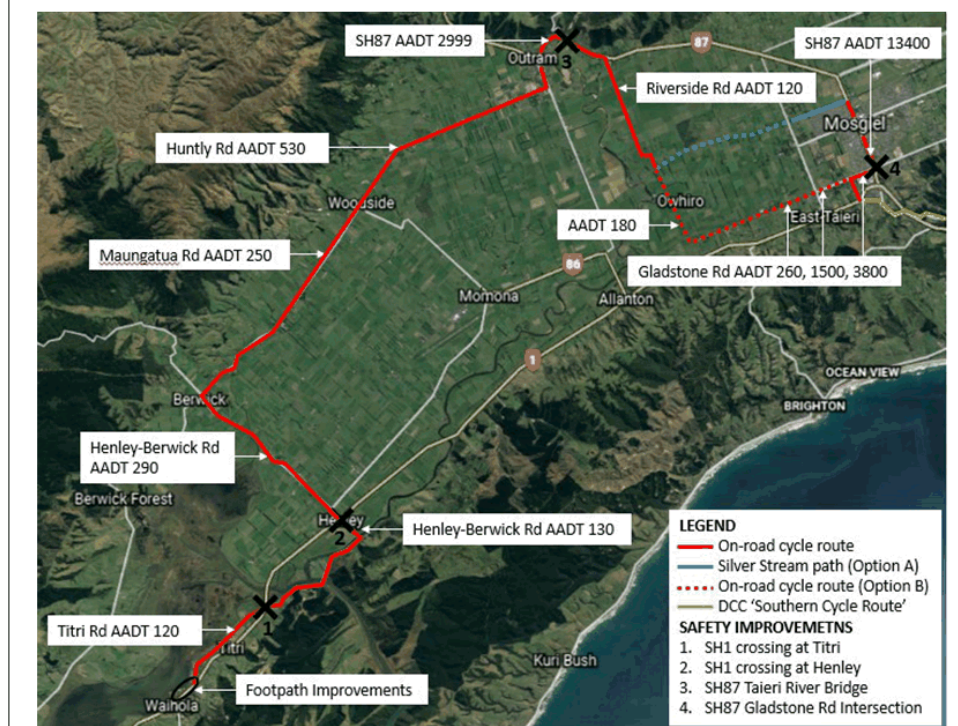 SH87 AADT 2999
87
SH87 AADT 13400
3
Outram
Riverside Rd AADT 120
Mosgiel
Huntly Rd AADT 530
4
Woodside
Owhiro
East-Taieri
AADT 180
Maungatua Rd AADT 250
86
Gladstone Rd AADT 260, 1500, 3800
Momona
Allanton
1
OCEAN VIEW
Berwick
BRIGHTON
Henley-Berwick Rd
AADT 290
Berwick Forest
Henley
2
Henley-Berwick Rd AADT 130
LEGEND
On-road cycle route
Silver Stream path (Option A)
On-road cycle route (Option B)
DCC ‘Southern Cycle Route’
SAFETY IMPROVEMETNS
1. SH1 crossing at Titri
2. SH1 crossing at Henley
3. SH87 Taieri River Bridge
4. SH87 Gladstone Rd Intersection
1
Titri Rd AADT 120
Titri
Kuri Bush
Footpath Improvements
Waihola